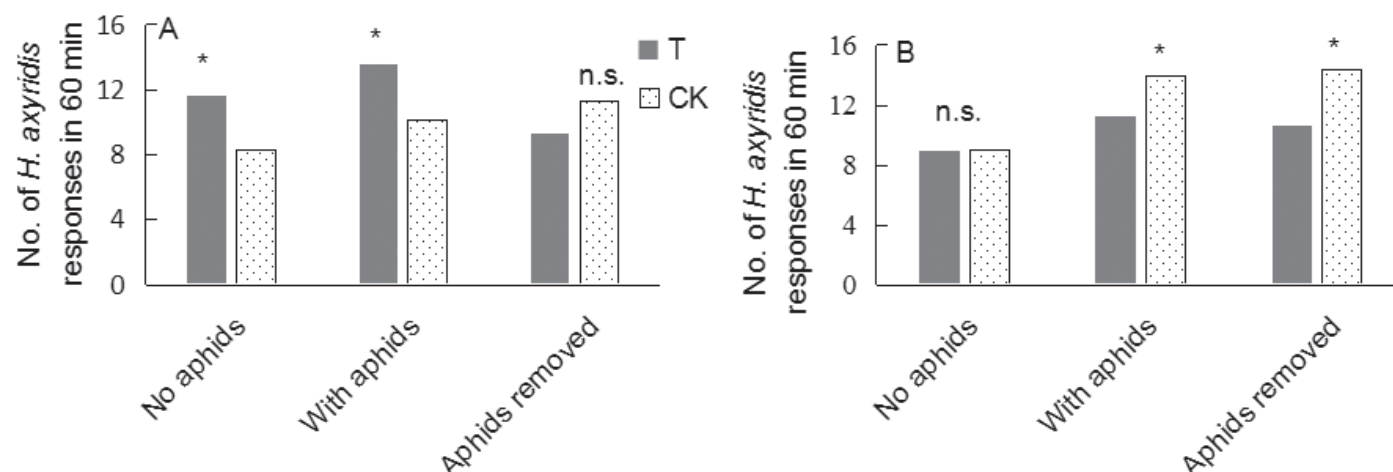 No. of H. axyridis
responses in 60 min
16
12
8
4
0
A
*
*
n.s.
T
CK
No aphids
With aphids
Aphids removed
No. of H. axyridis
responses in 60 min
16
12
8
4
0
B
n.s.
*
*
No aphids
With aphids
Aphids removed